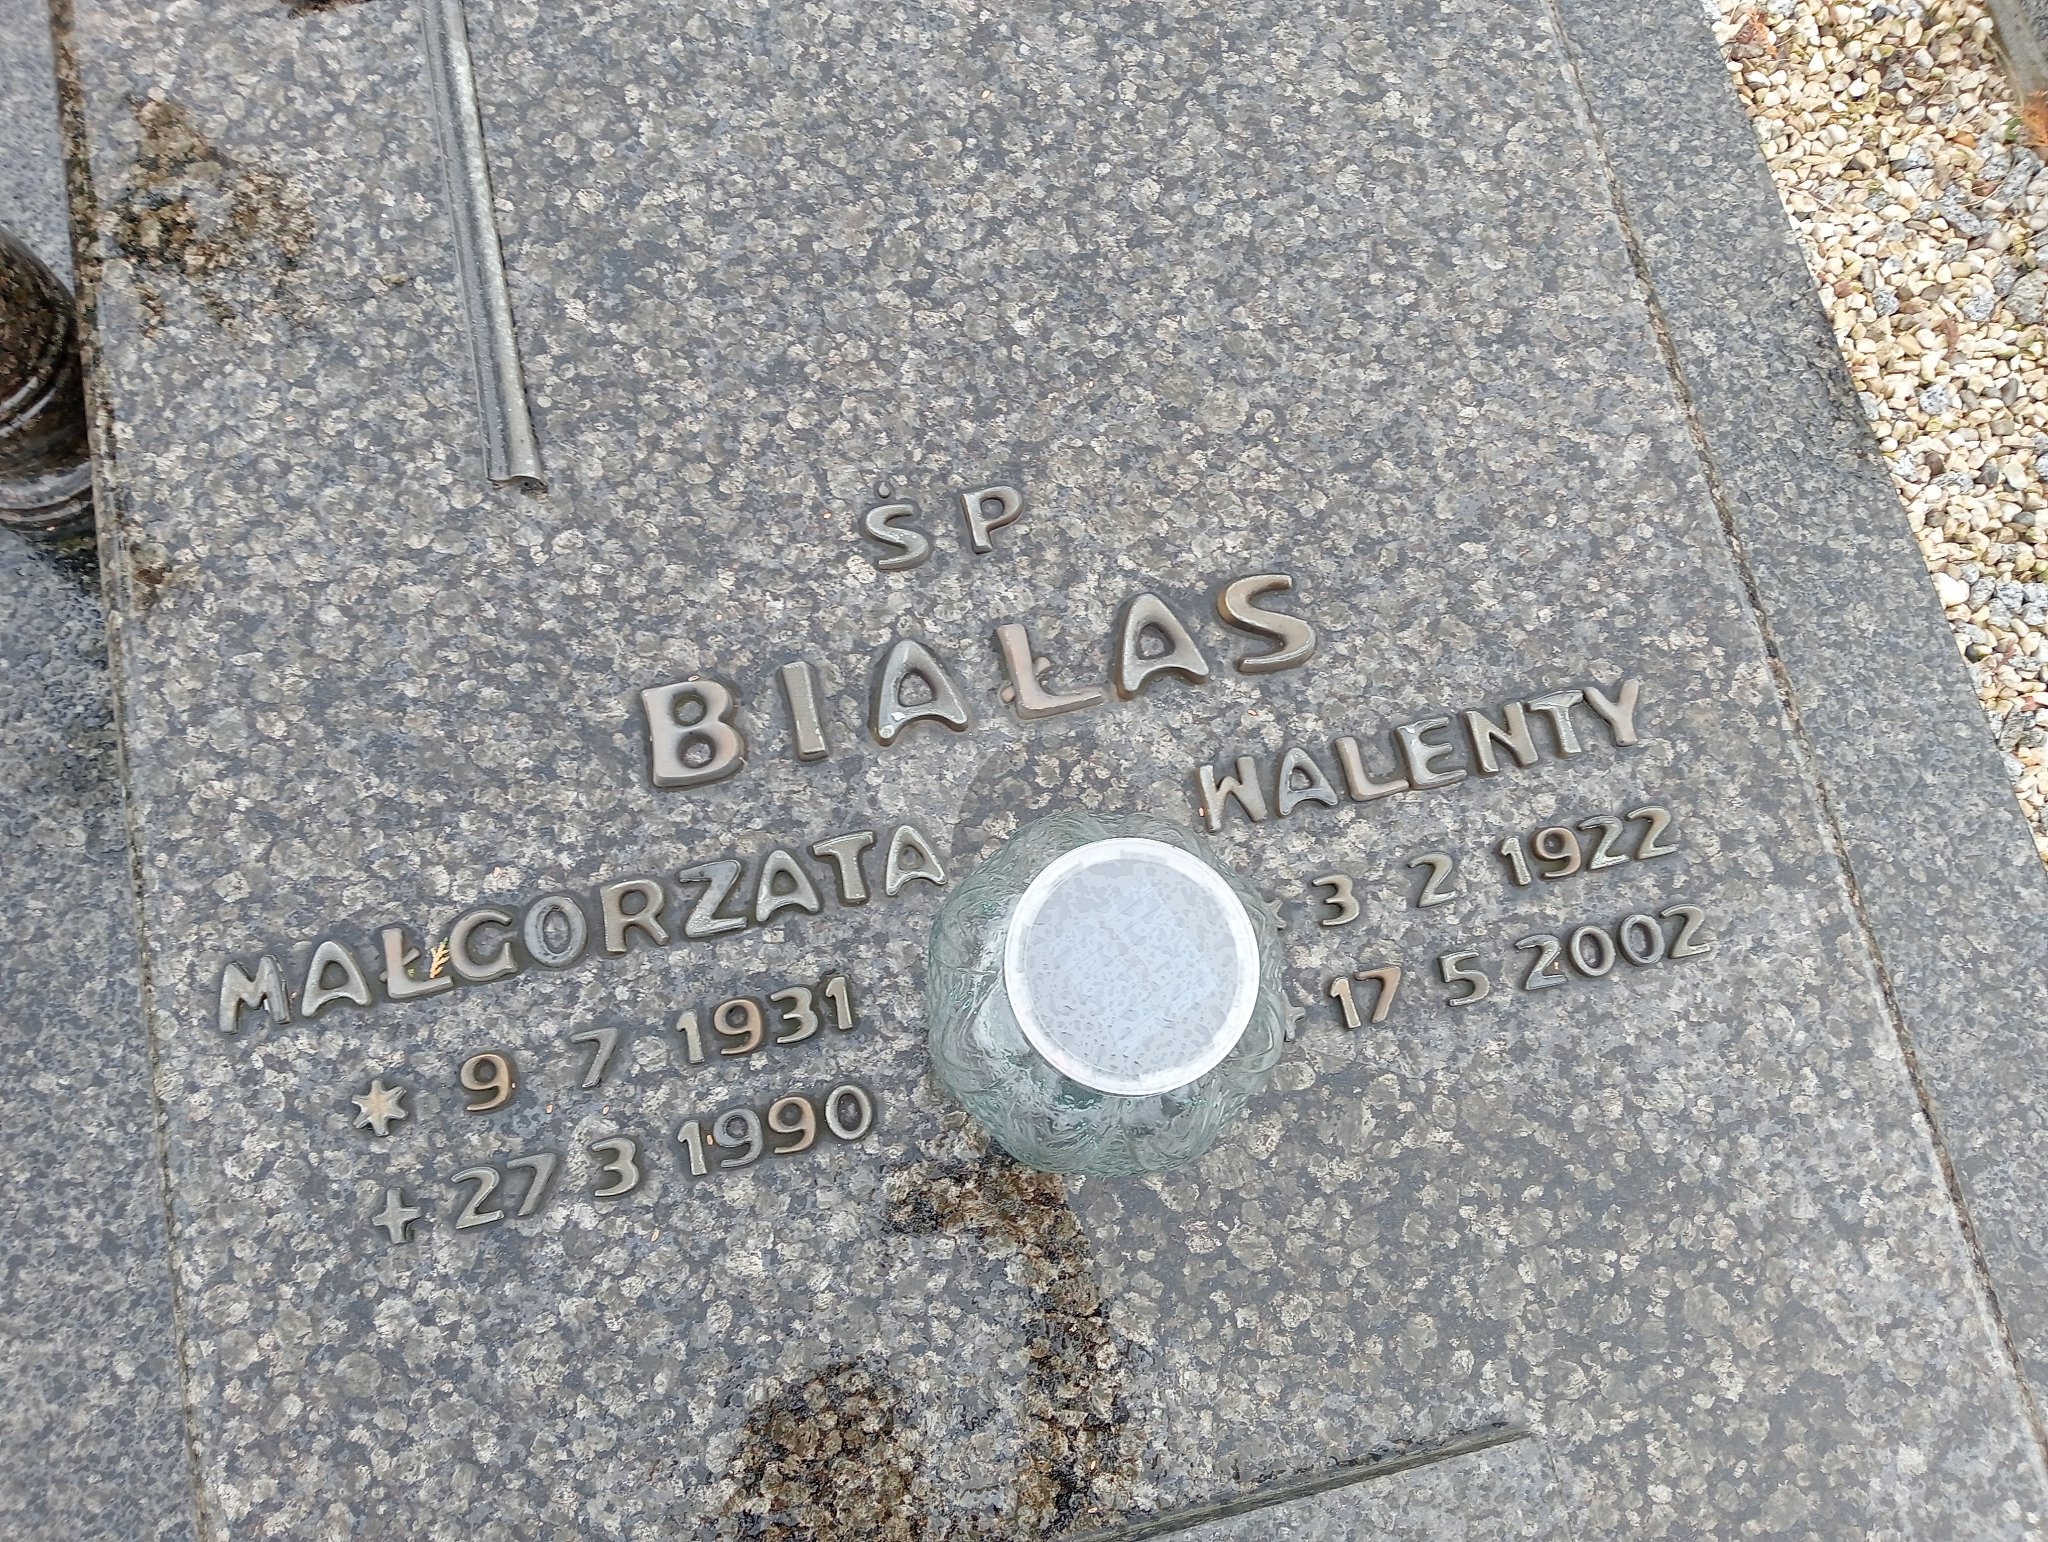 ŚP
BIAŁAS
MAŁGORZATA
* 9 7 1931
+ 27 3 1990
WALENTY
* 3 2 1922
+ 17 5 2002